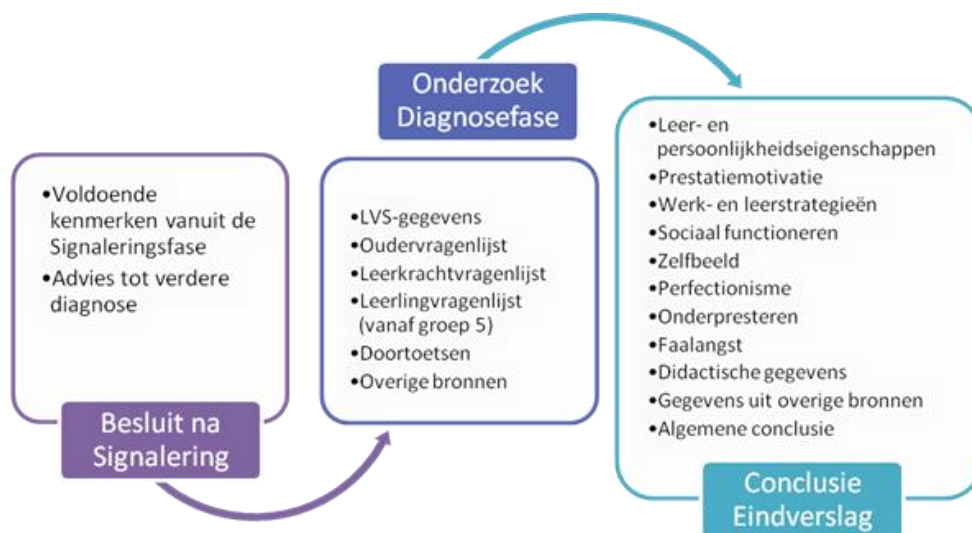 •Voldoende
kenmerken vanuit de
Signaleringsfase
•Advies tot verdere
diagnose
Besluit na
Signalering
Onderzoek
Diagnosefase
•LVS-gegevens
•Oudervragenlijst
•Leerkrachtvragenlijst
•Leerlingvragenlijst
(vanaf groep 5)
•Doortoetsen
•Overige bronnen
•Leer- en
persoonlijkheidseigenschappen
•Prestatiemotivatie
•Werk- en leerstrategieën
•Sociaal functioneren
•Zelfbeeld
•Perfectionisme
•Onderpresteren
•Faalangst
•Didactische gegevens
•Gegevens uit overige bronnen
•Algemene conclusie
Conclusie
Eindverslag